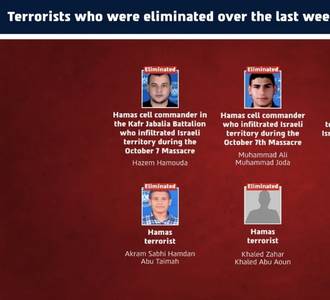 Terrorists who were eliminated over the last wee
Eliminated
Hamas cell commander in
the Kafr Jabalia Battalion
who infiltrated Israeli
territory during the
October 7 Massacre
Hazem Hamouda
Eliminated
Hamas cell commander
who infiltrated Israeli
territory during the
October 7th Massacre
Muhammad Ali
Muhammad Joda
Eliminated
Hamas
terrorist
Akram Sabhi Hamdan
Abu Taimah
Eliminated
Hamas
terrorist
Khaled Zahar
Khaled Abu Aoun